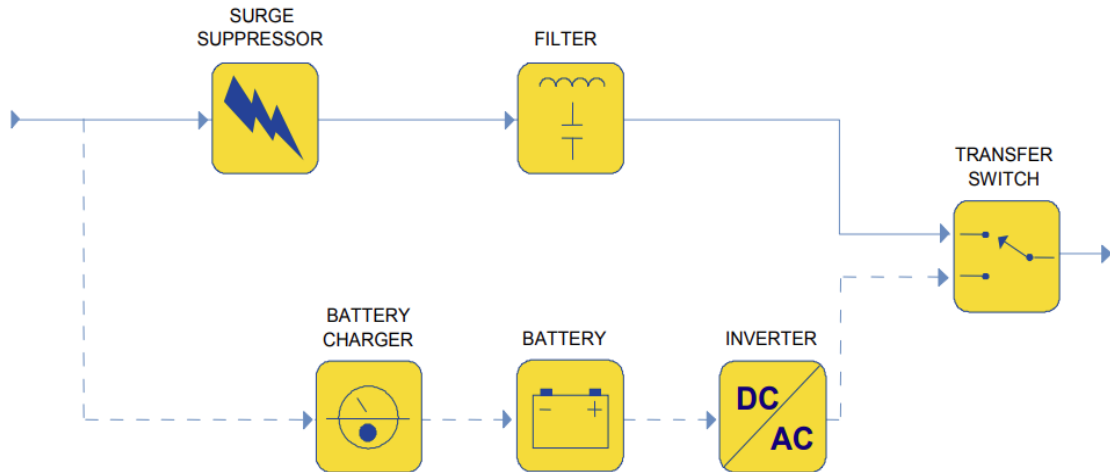 SURGE
SUPPRESSOR
FILTER
TRANSFER
SWITCH
BATTERY
CHARGER
BATTERY
INVERTER
- +
DC
AC